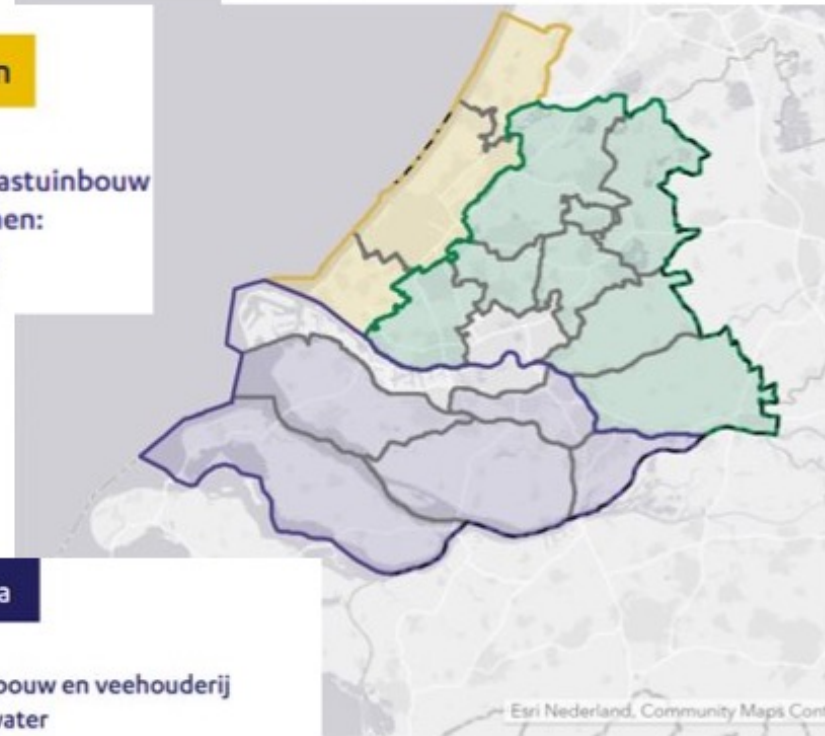 n
astuinbouw
nen:
a
bouw en veehouderij
water
Esri Nederland, Community Maps Cont